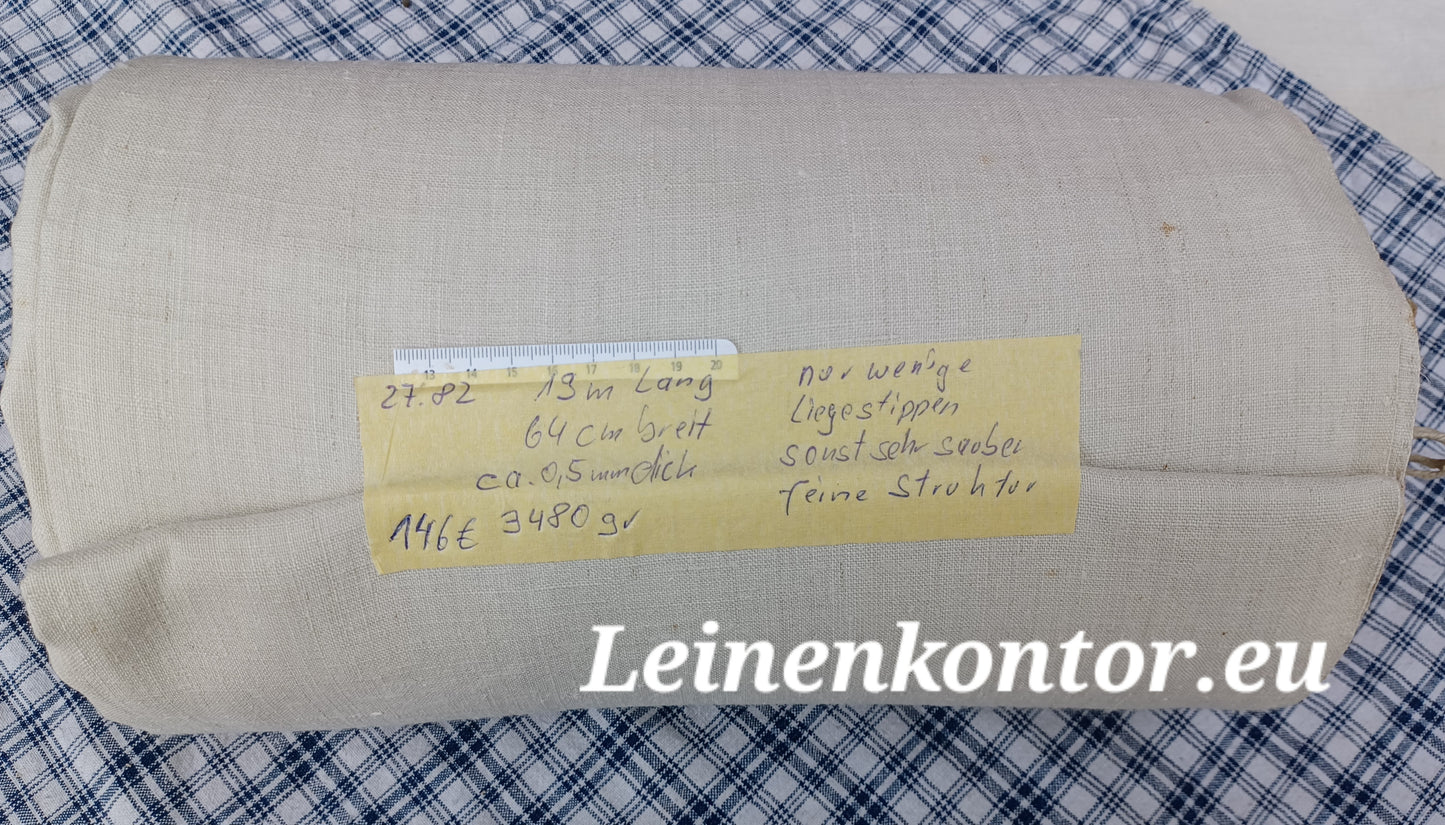 13 14 15 16 17 18 19 20
27.82 19m Lang
64 cm breit
ca. 0,5 mm dick
146€ 3480 gr
nur wenige
Liegestippen
sonst sehr sauber
feine Struktur
Leinenkontor.eu